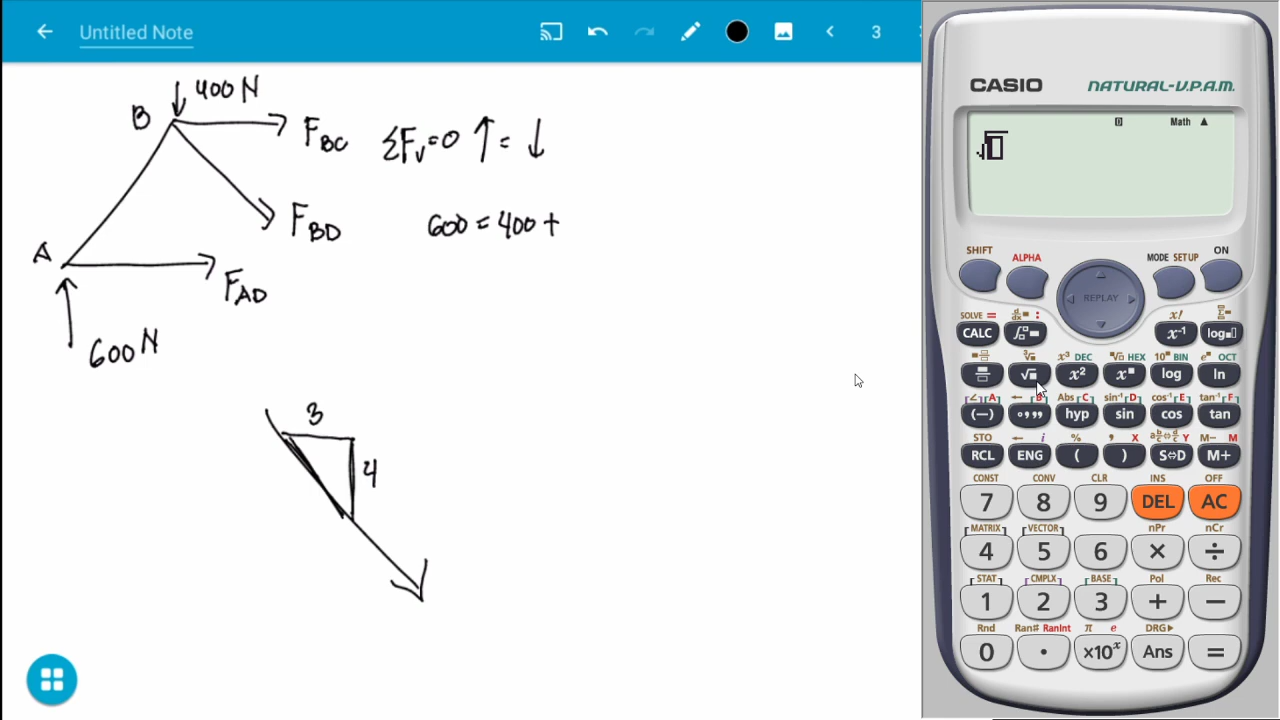 Untitled Note
3
400 N
B
F_BC
ΣF_v=0 ↑=↓
600 = 400 +
F_BD
A
F_AD
600 N
3
4
CASIO
NATURAL-V.P.A.M.
D Math ▲
√□
SHIFT ALPHA MODE SETUP ON
REPLAY
SOLVE = d/dx : x! Σ
CALC ∫ x⁻¹ log
³√ x³ DEC √ HEX 10 BIN e OCT
√ x² x log ln
∠ A ← B Abs C sin⁻¹ D cos⁻¹ E tan⁻¹ F
(−) °,,, hyp sin cos tan
STO ← i % , X a b/c⇔d/c Y M− M
RCL ENG ( ) S⇔D M+
CONST CONV CLR INS OFF
7 8 9 DEL AC
MATRIX VECTOR nPr nCr
4 5 6 × ÷
STAT CMPLX BASE Pol Rec
1 2 3 + −
Rnd Ran# RanInt π e DRG▶
0 . ×10ˣ Ans =